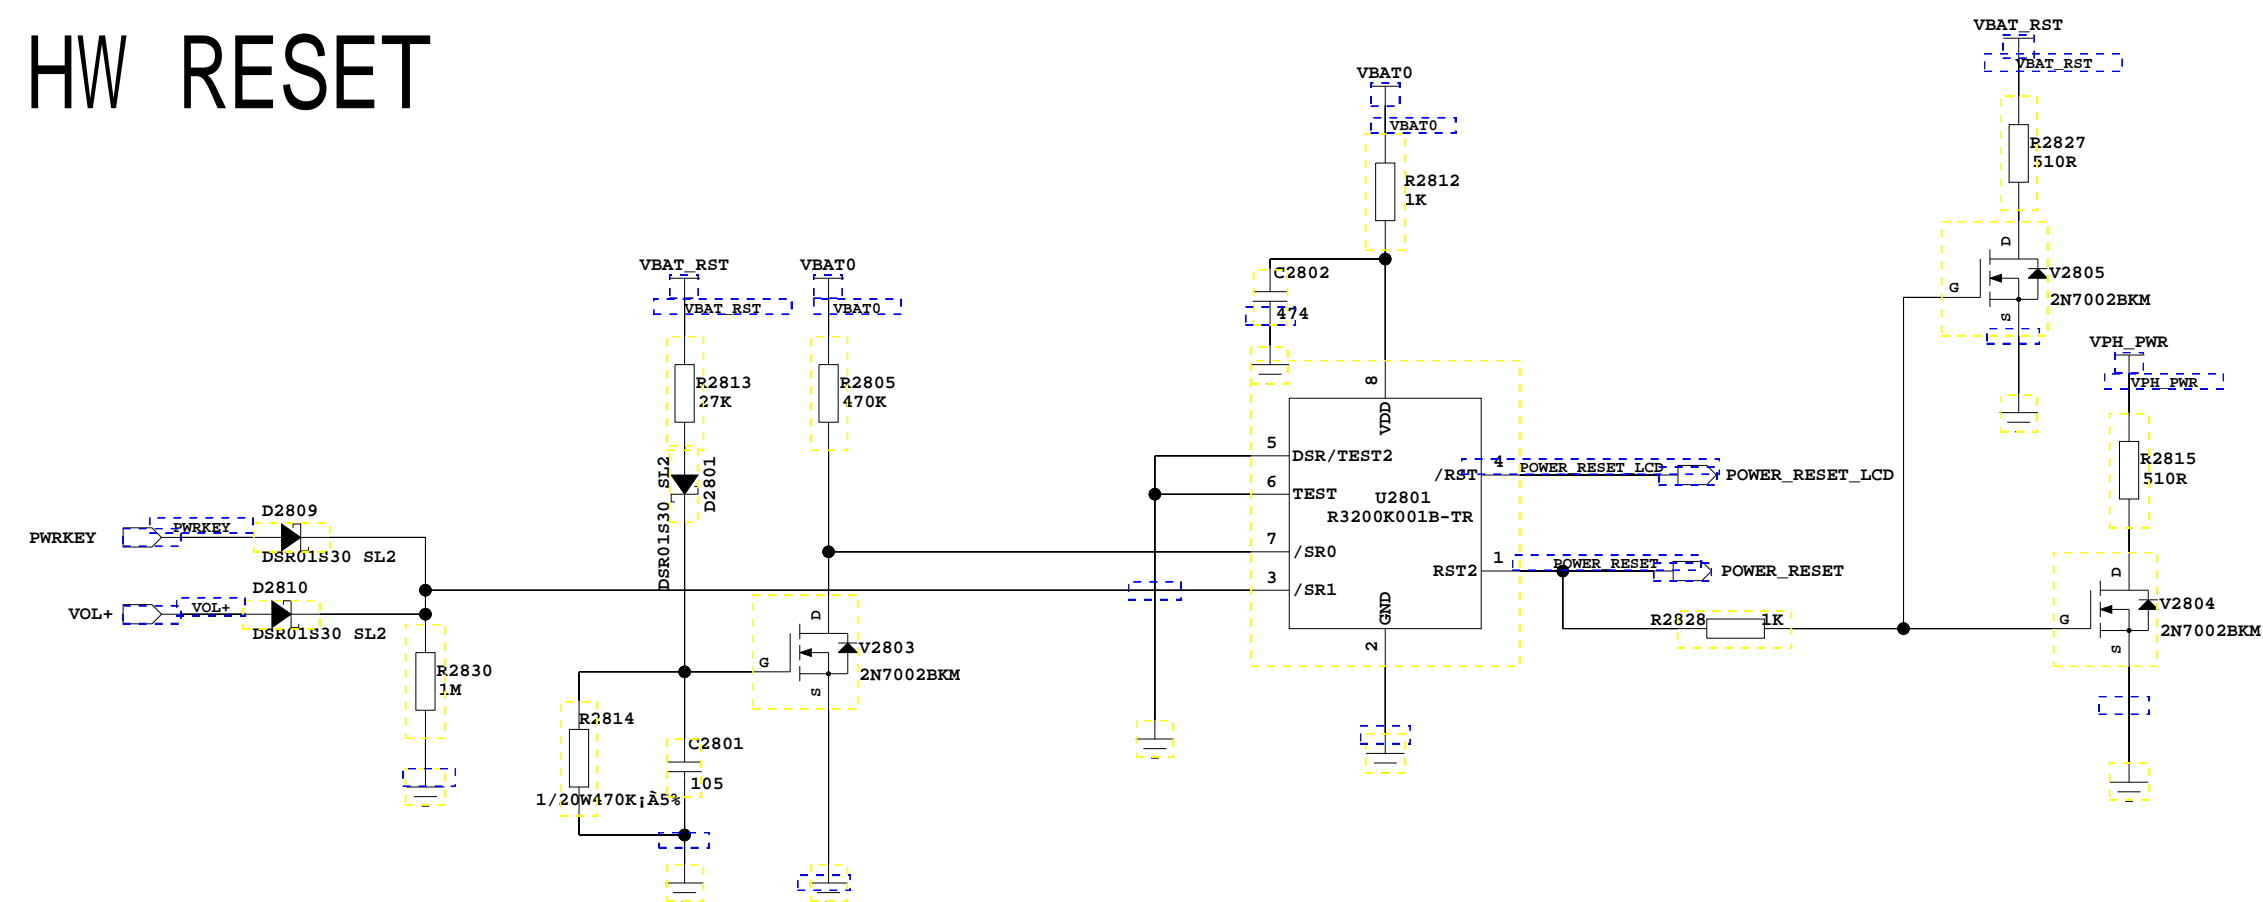 HW RESET
VBAT_RST
VBAT_RST
R2827
510R
D
G
S
V2805
2N7002BKM
VBAT0
VBAT0
R2812
1K
C2802
474
VBAT_RST
VBAT_RST
R2813
27K
DSR01S30 SL2
D2801
VBAT0
VBAT0
R2805
470K
VPH_PWR
VPH_PWR
R2815
510R
D
G
S
V2804
2N7002BKM
8
VDD
5
DSR/TEST2
6
TEST
7
/SR0
3
/SR1
U2801
R3200K001B-TR
/RST
4
POWER_RESET_LCD
POWER_RESET_LCD
RST2
1
POWER_RESET
POWER_RESET
GND
2
R2828
1K
PWRKEY
PWRKEY
D2809
DSR01S30 SL2
VOL+
VOL+
D2810
DSR01S30 SL2
R2830
1M
D
G
S
V2803
2N7002BKM
R2814
1/20W470K¡À5%
C2801
105